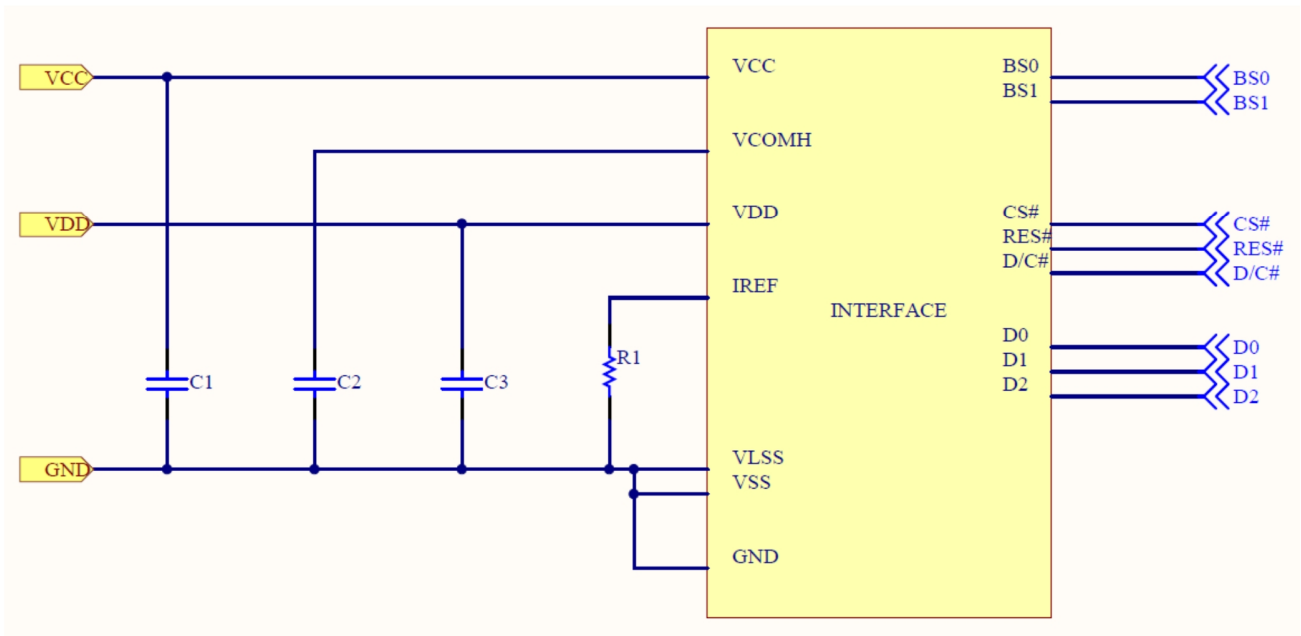 VCC VCC BS0 BS0
BS1 BS1
VCOMH
VDD VDD CS# CS#
RES# RES#
D/C# D/C#
IREF
INTERFACE
D0 D0
R1 D1 D1
C1 C2 C3 D2 D2
GND VLSS
VSS
GND